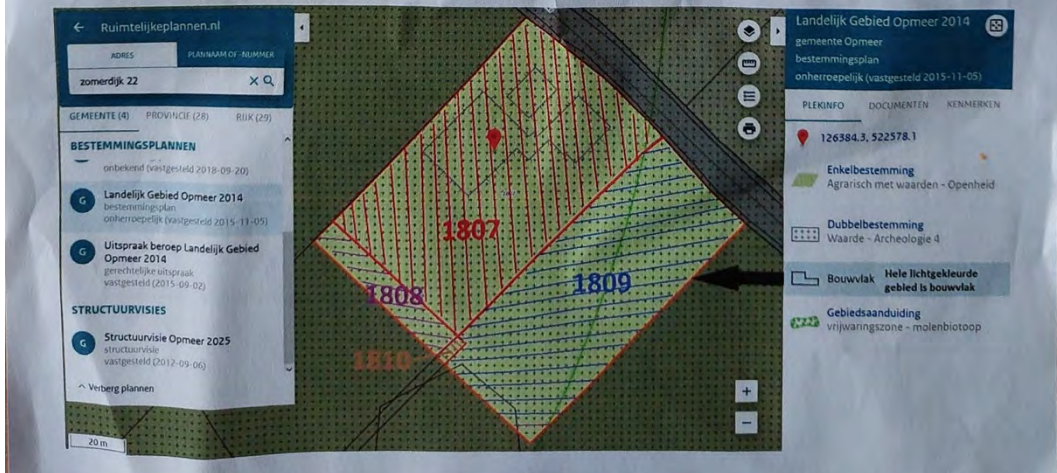 ← Ruimtelijkeplannen.nl
ADRES
PLANNAAM OF -NUMMER
zomerdijk 22
GEMEENTE (4) PROVINCIE (28) RIJK (29)
BESTEMMINGSPLANNEN
onbekend (vastgesteld 2018-09-20)
G
Landelijk Gebied Opmeer 2014
bestemmingsplan
onherroepelijk (vastgesteld 2015-11-05)
G
Uitspraak beroep Landelijk Gebied
Opmeer 2014
gerechtelijke uitspraak
vastgesteld (2015-09-02)
STRUCTUURVISIES
G
Structuurvisie Opmeer 2025
structuurvisie
vastgesteld (2012-09-06)
Verberg plannen
20 m
1807
1808
1809
1810
+
−
Landelijk Gebied Opmeer 2014
gemeente Opmeer
bestemmingsplan
onherroepelijk (vastgesteld 2015-11-05)
PLEKINFO DOCUMENTEN KENMERKEN
126384.3, 522578.1
Enkelbestemming
Agrarisch met waarden - Openheid
Dubbelbestemming
Waarde - Archeologie 4
Bouwvlak Hele lichtgekleurde
gebied is bouwvlak
Gebiedsaanduiding
vrijwaringszone - molenbiotoop